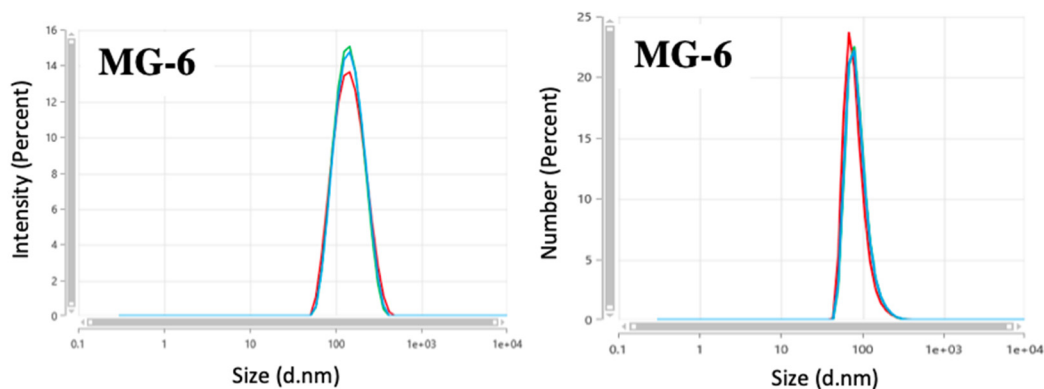 MG-6
Intensity (Percent)
16
14
12
10
8
6
4
2
0
0.1 1 10 100 1e+03 1e+04
Size (d.nm)
MG-6
Number (Percent)
25
20
15
10
5
0
0.1 1 10 100 1e+03 1e+04
Size (d.nm)